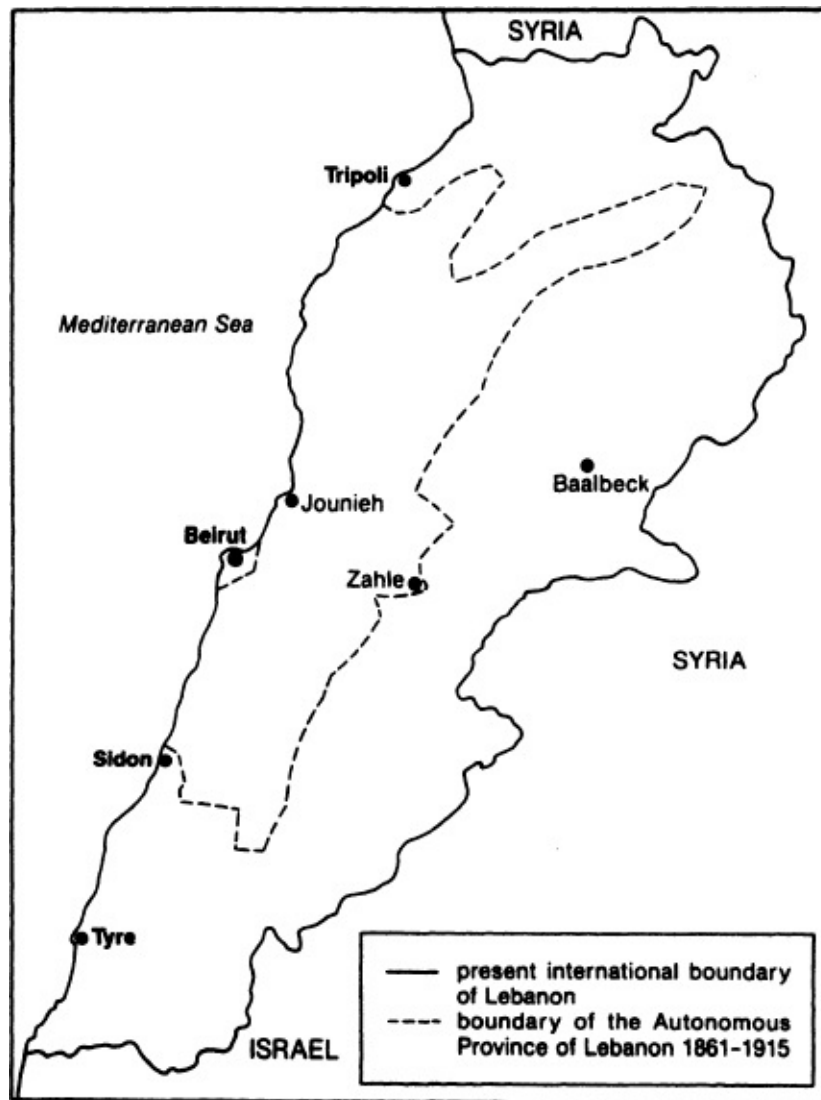 SYRIA
Tripoli
Mediterranean Sea
Baalbeck
Jounieh
Beirut
Zahle
SYRIA
Sidon
Tyre
ISRAEL
present international boundary
of Lebanon
boundary of the Autonomous
Province of Lebanon 1861–1915